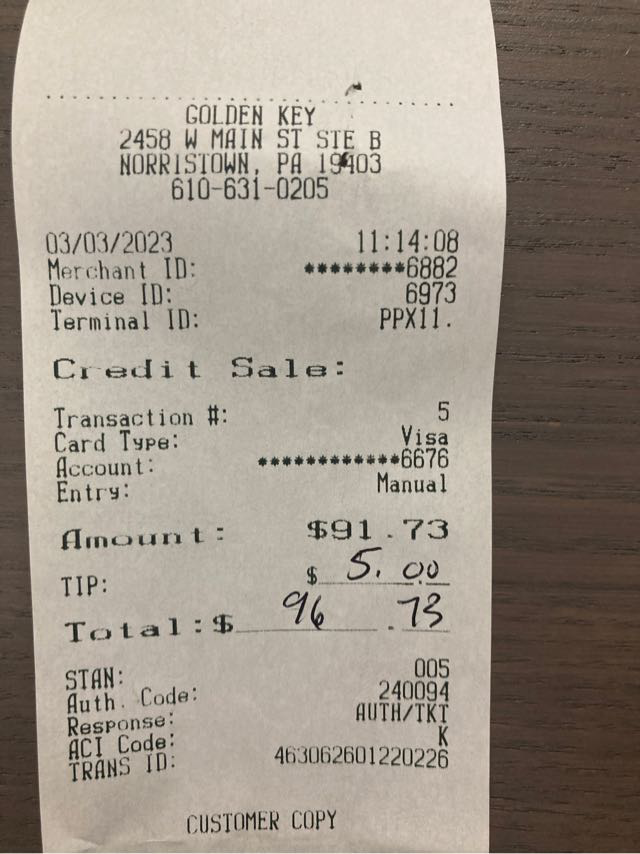 GOLDEN KEY
2458 W MAIN ST STE B
NORRISTOWN, PA 19403
610-631-0205
03/03/2023 11:14:08
Merchant ID: ********6882
Device ID: 6973
Terminal ID: PPX11.
Credit Sale:
Transaction #: 5
Card Type: Visa
Account: ************6676
Entry: Manual
Amount: $91.73
TIP: $ 5.00
Total:$ 96.73
STAN: 005
Auth. Code: 240094
Response: AUTH/TKT
ACI Code: K
TRANS ID: 463062601220226
CUSTOMER COPY